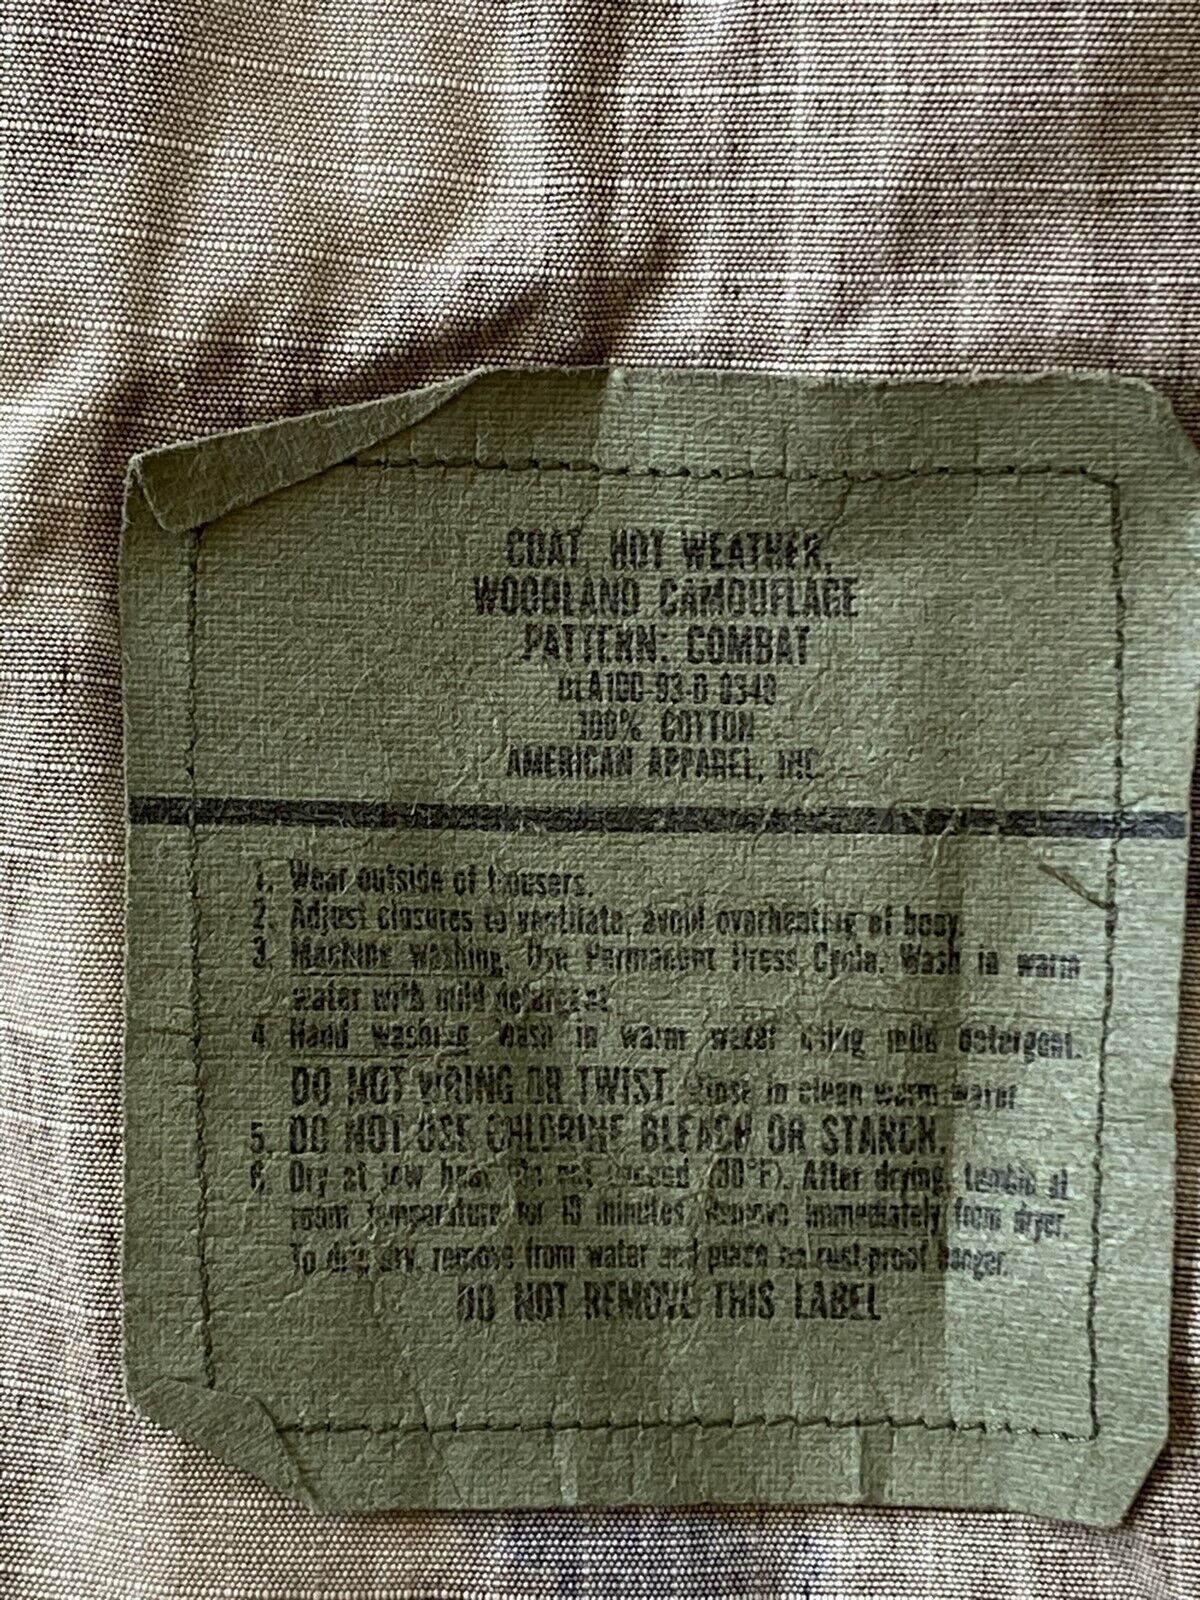 COAT, HOT WEATHER,
WOODLAND CAMOUFLAGE
PATTERN: COMBAT
DLA100-93-0348
100% COTTON
AMERICAN APPAREL, INC
1. Wear outside of trousers.
2. Adjust closures to ventilate, avoid overheating of body.
3. Machine washing. Use Permanent Press Cycle. Wash in warm
water with mild detergent
4. Hand washing Wash in warm water using mild detergent.
DO NOT WRING OR TWIST. Rinse in clean warm water
5. DO NOT USE CHLORINE BLEACH OR STARCH.
6. Dry at low heat Do not exceed After drying, tumble at
room temperature for 10 minutes. Remove immediately from dryer.
To drip dry, remove from water and place on rust-proof hanger.
DO NOT REMOVE THIS LABEL